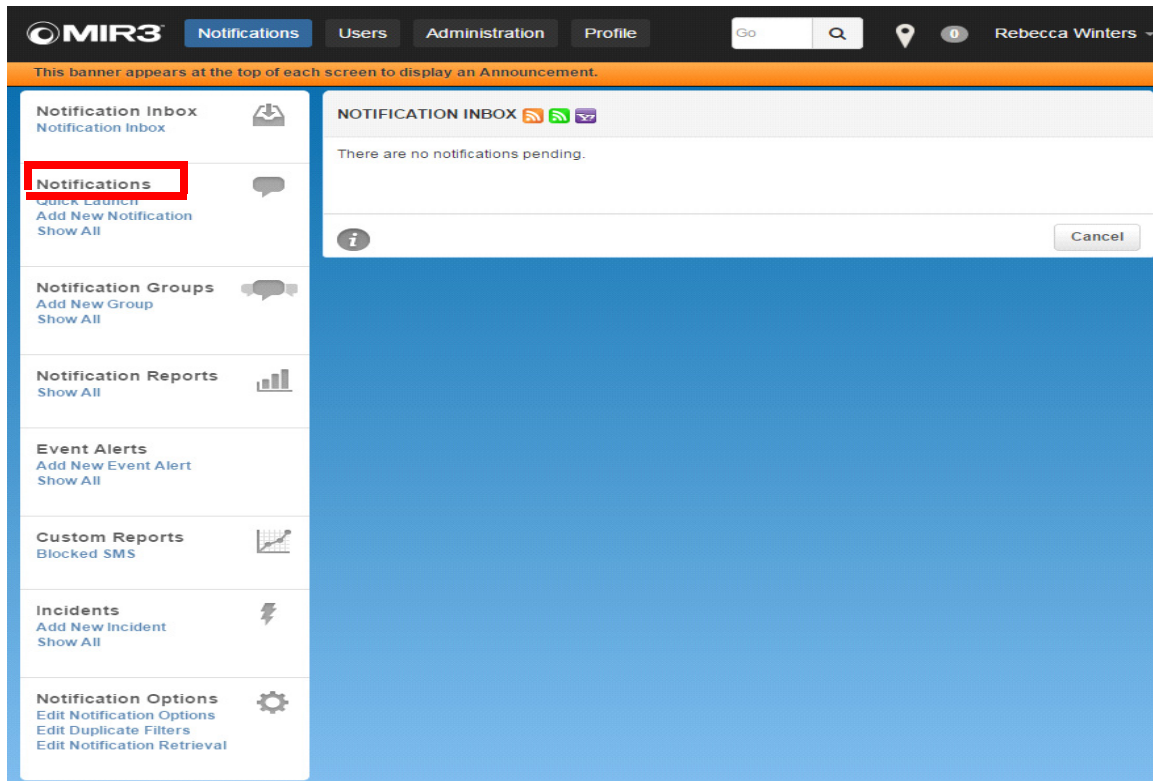 MIR3 Notifications Users Administration Profile Go 0 Rebecca Winters
This banner appears at the top of each screen to display an Announcement.
Notification Inbox
Notification Inbox
Notifications
Quick Launch
Add New Notification
Show All
Notification Groups
Add New Group
Show All
Notification Reports
Show All
Event Alerts
Add New Event Alert
Show All
Custom Reports
Blocked SMS
Incidents
Add New Incident
Show All
Notification Options
Edit Notification Options
Edit Duplicate Filters
Edit Notification Retrieval
NOTIFICATION INBOX
There are no notifications pending.
i
Cancel